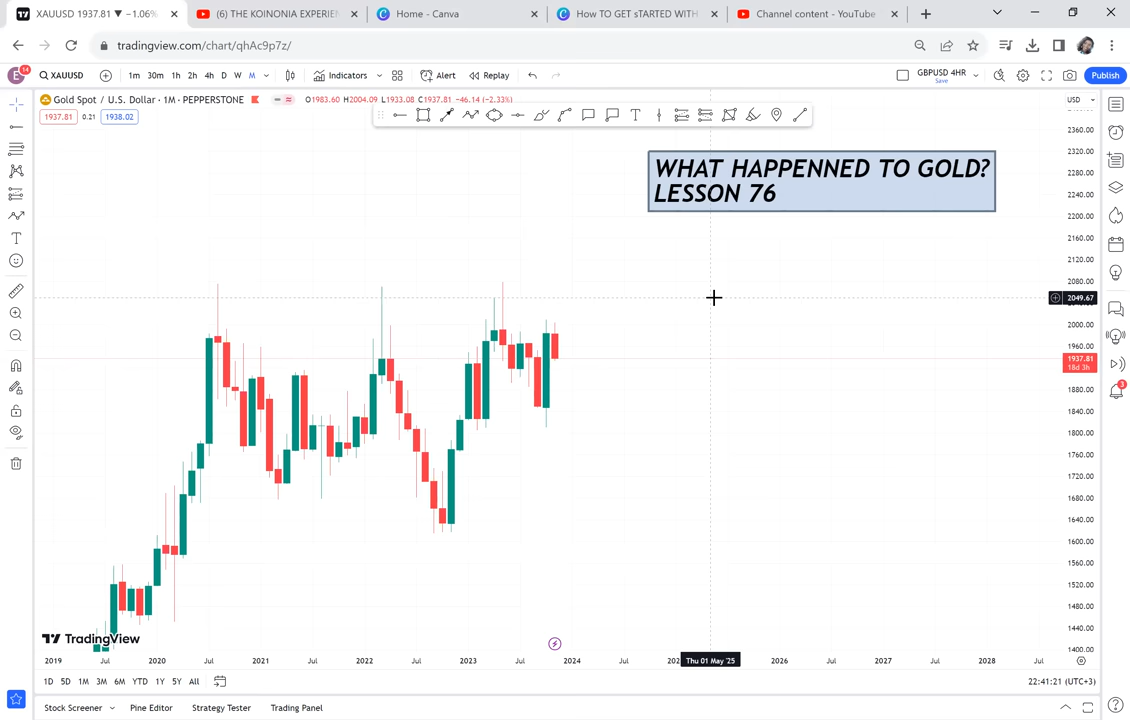 XAUUSD 1937.81 ▼ −1.06%
(6) THE KOINONIA EXPERIEN
Home - Canva
How TO GET sTARTED WITH
Channel content - YouTube
tradingview.com/chart/qhAc9p7z/
E 14 XAUUSD 1m 30m 1h 2h 4h D W M Indicators Alert Replay GBPUSD 4HR Save Publish
Gold Spot / U.S. Dollar · 1M · PEPPERSTONE O1983.60 H2004.09 L1933.08 C1937.81 −46.14 (−2.33%) USD
1937.81 0.21 1938.02
WHAT HAPPENNED TO GOLD?
LESSON 76
2360.00
2320.00
2280.00
2240.00
2200.00
2160.00
2120.00
2080.00
2049.67
2000.00
1960.00
1937.81
18d 3h
1880.00
1840.00
1800.00
1760.00
1720.00
1680.00
1640.00
1600.00
1560.00
1520.00
1480.00
1440.00
1400.00
3
TradingView
2019 Jul 2020 Jul 2021 Jul 2022 Jul 2023 Jul 2024 Jul Thu 01 May '25 2026 Jul 2027 Jul 2028 Jul
1D 5D 1M 3M 6M YTD 1Y 5Y All 22:41:21 (UTC+3)
Stock Screener Pine Editor Strategy Tester Trading Panel